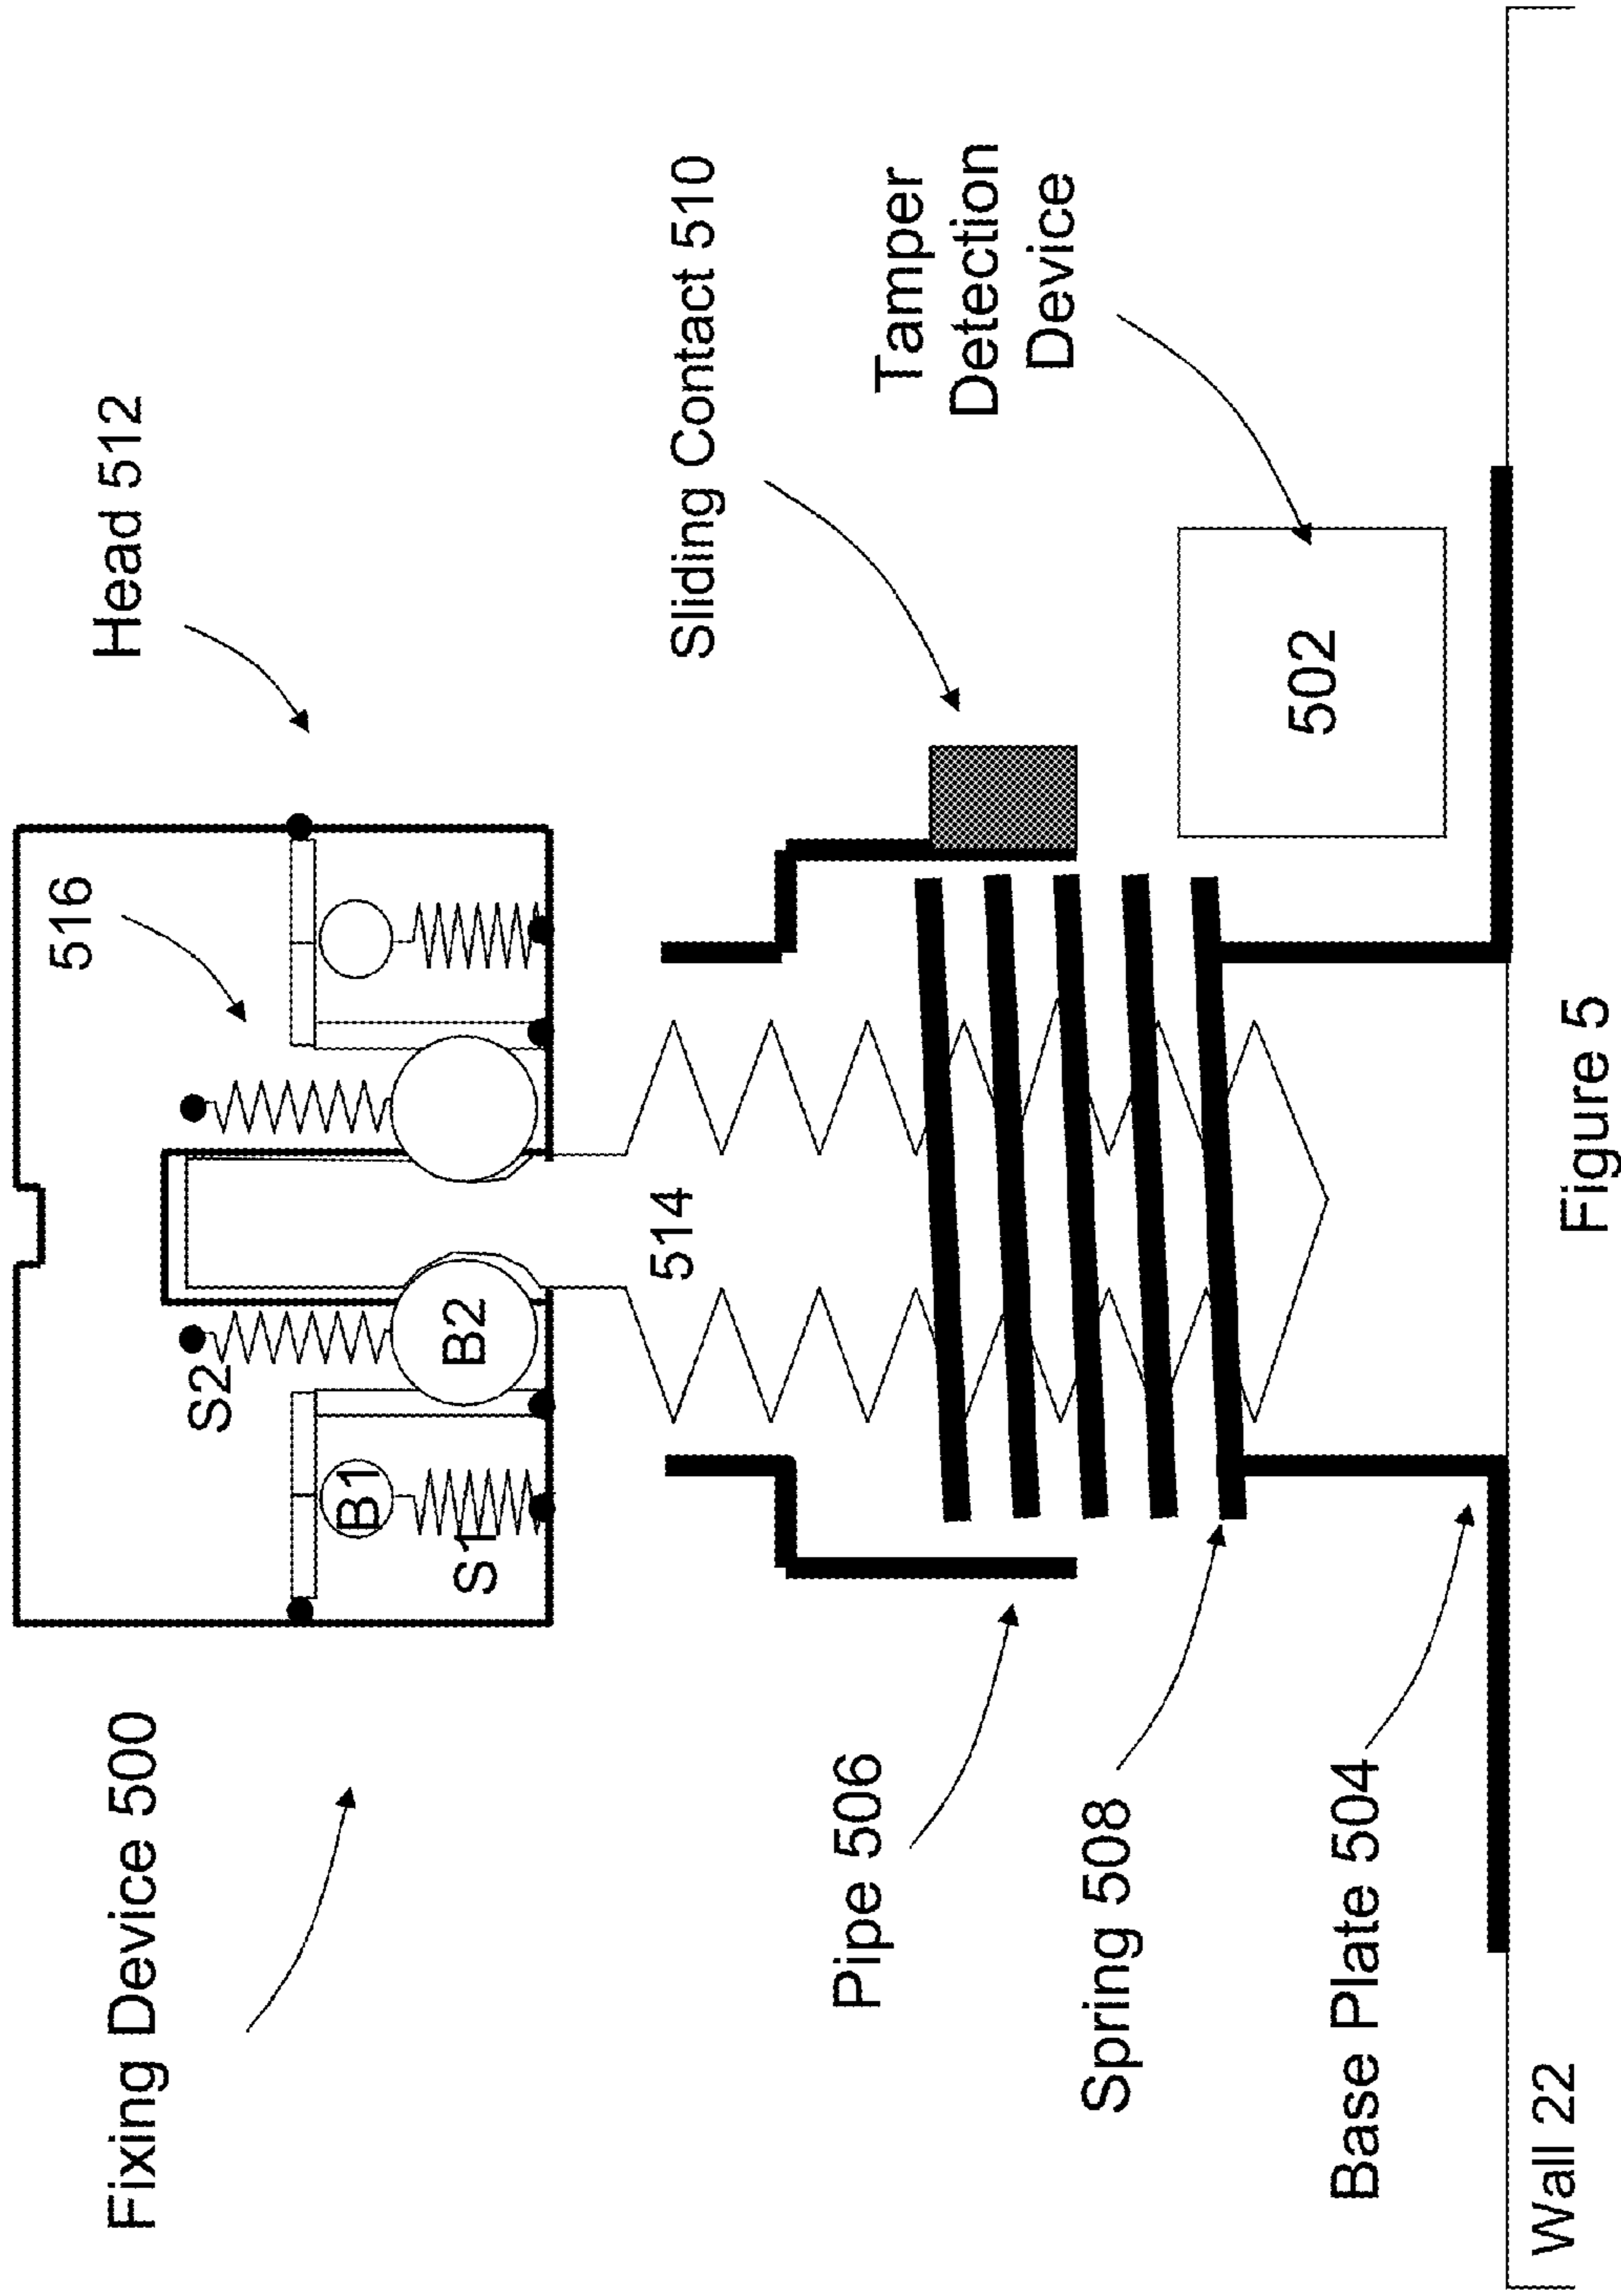 Fixing Device 500
Head 512
516
S2
B2
B1
S1
514
Sliding Contact 510
Pipe 506
Tamper
Detection
Device
Spring 508
502
Base Plate 504
Wall 22
Figure 5